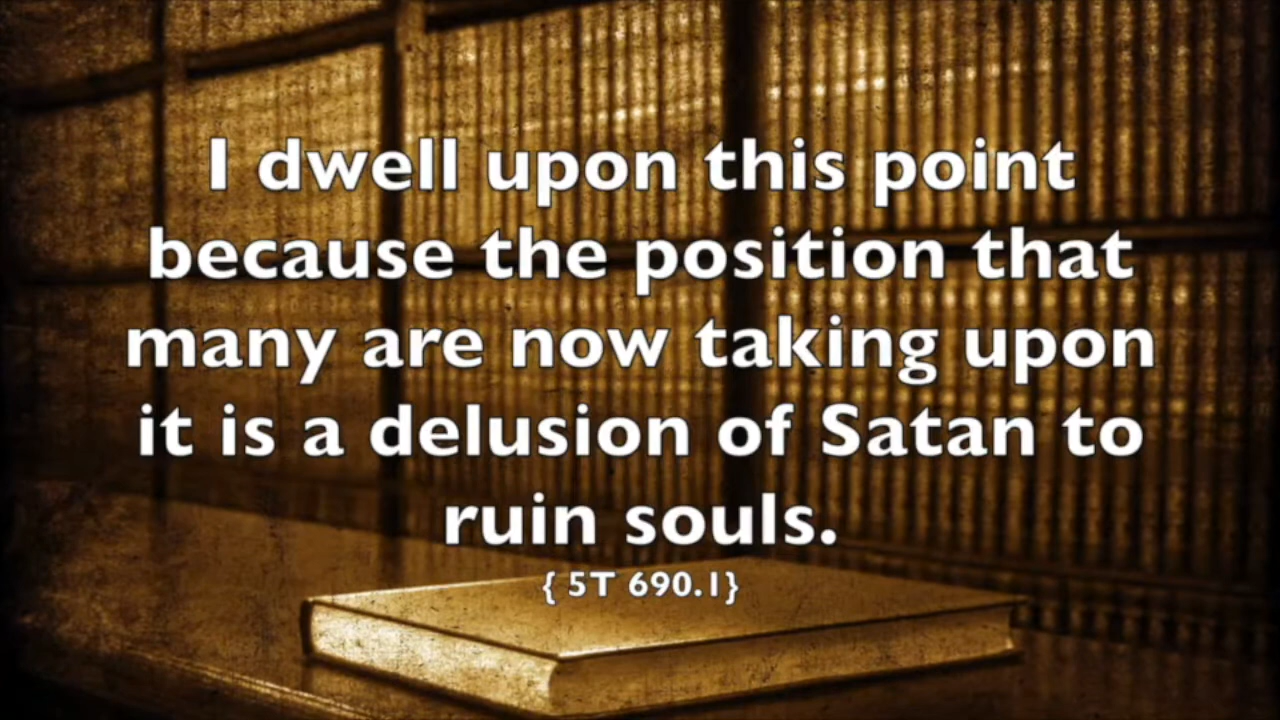 I dwell upon this point
because the position that
many are now taking upon
it is a delusion of Satan to
ruin souls.
{ 5T 690.1}